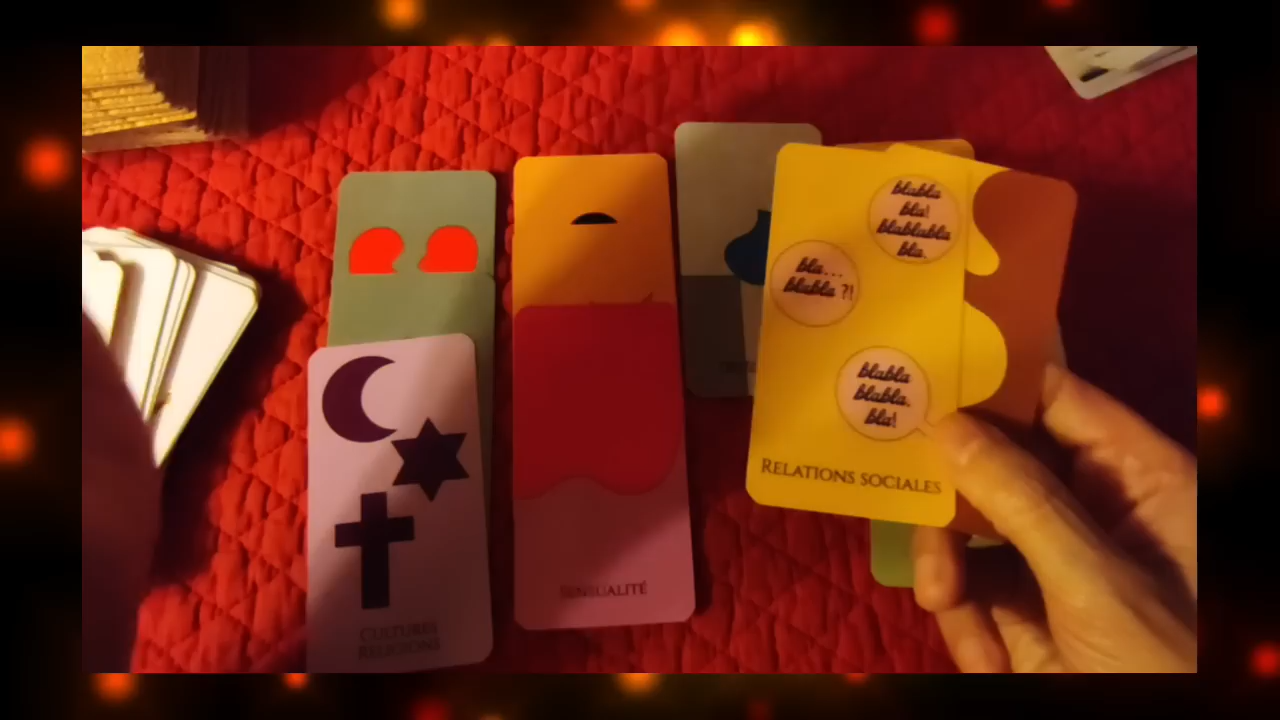 blabla
bla!
blablabla
bla.
bla...
blabla ?!
blabla
blabla.
bla!
RELATIONS SOCIALES
SENSUALITÉ
CULTURES
RELIGIONS